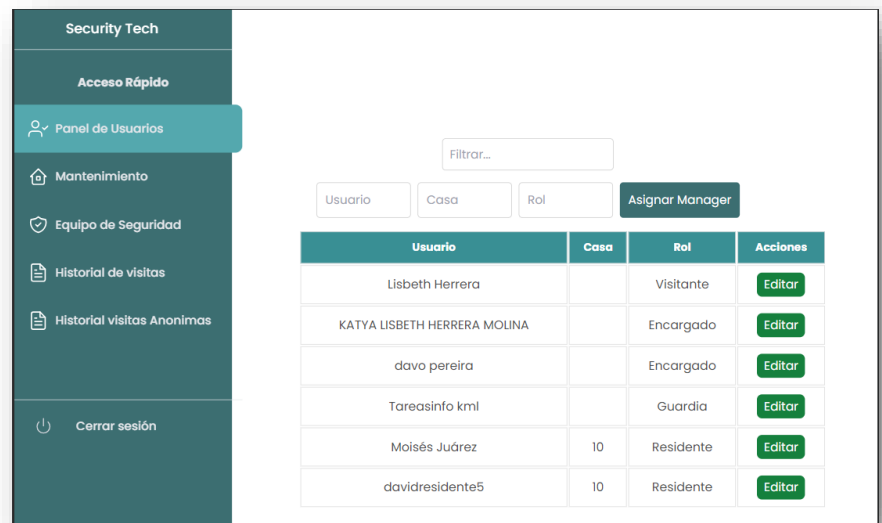 Security Tech
Acceso Rápido
Panel de Usuarios
Mantenimiento
Equipo de Seguridad
Historial de visitas
Historial visitas Anonimas
Cerrar sesión
Filtrar...
Usuario Casa Rol Asignar Manager
Usuario Casa Rol Acciones
Lisbeth Herrera Visitante Editar
KATYA LISBETH HERRERA MOLINA Encargado Editar
davo pereira Encargado Editar
Tareasinfo kml Guardia Editar
Moisés Juárez 10 Residente Editar
davidresidente5 10 Residente Editar